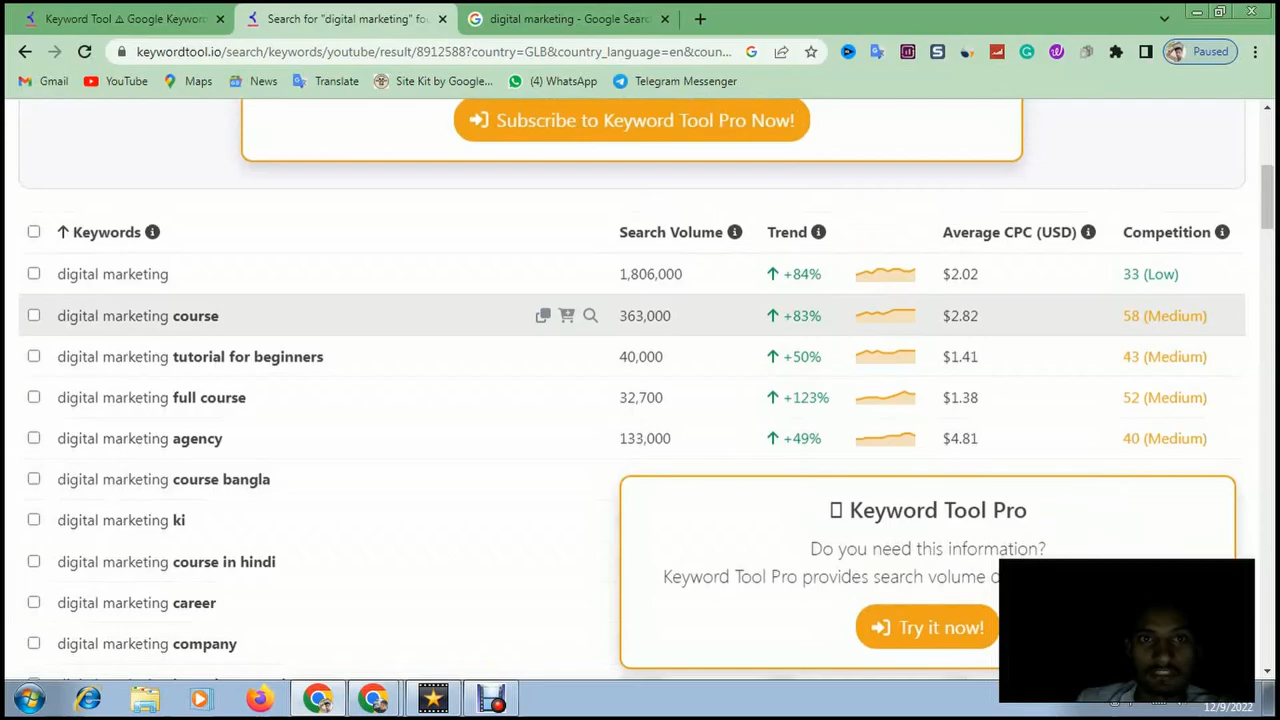 Keyword Tool ⚠ Google Keyword
Search for "digital marketing" fou
digital marketing - Google Search
keywordtool.io/search/keywords/youtube/result/8912588?country=GLB&country_language=en&coun...
Paused
Gmail
YouTube
Maps
News
Translate
Site Kit by Google...
(4) WhatsApp
Telegram Messenger
Subscribe to Keyword Tool Pro Now!
Keywords Search Volume Trend Average CPC (USD) Competition
digital marketing 1,806,000 +84% $2.02 33 (Low)
digital marketing course 363,000 +83% $2.82 58 (Medium)
digital marketing tutorial for beginners 40,000 +50% $1.41 43 (Medium)
digital marketing full course 32,700 +123% $1.38 52 (Medium)
digital marketing agency 133,000 +49% $4.81 40 (Medium)
digital marketing course bangla
digital marketing ki
digital marketing course in hindi
digital marketing career
digital marketing company
Keyword Tool Pro
Do you need this information?
Keyword Tool Pro provides search volume
Try it now!
12/9/2022